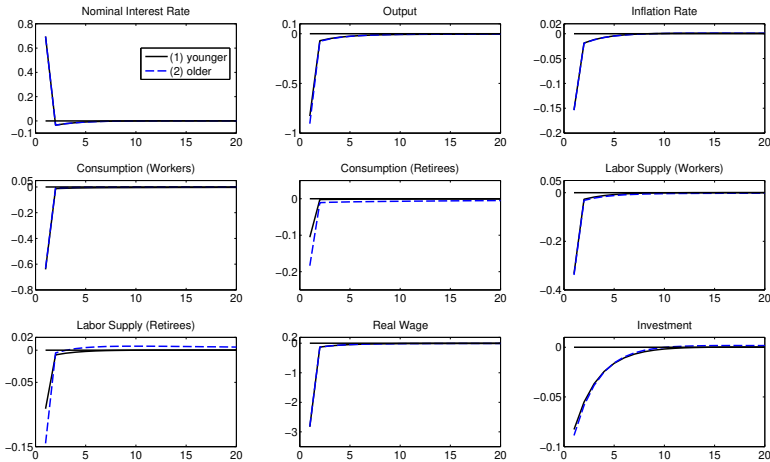 Nominal Interest Rate
0.8
0.6
0.4
0.2
0
-0.1
0 5 10 15 20
(1) younger
(2) older
Output
0.1
0
-0.5
-1
0 5 10 15 20
Inflation Rate
0.02
0
-0.05
-0.1
-0.15
-0.2
0 5 10 15 20
Consumption (Workers)
0.05
0
-0.2
-0.4
-0.6
-0.8
0 5 10 15 20
Consumption (Retirees)
0
-0.1
-0.2
0 5 10 15 20
Labor Supply (Workers)
0.05
0
-0.2
-0.4
0 5 10 15 20
Labor Supply (Retirees)
0.02
0
-0.05
-0.15
0 5 10 15 20
Real Wage
0.2
0
-1
-2
-3
0 5 10 15 20
Investment
0
-0.05
-0.1
0 5 10 15 20